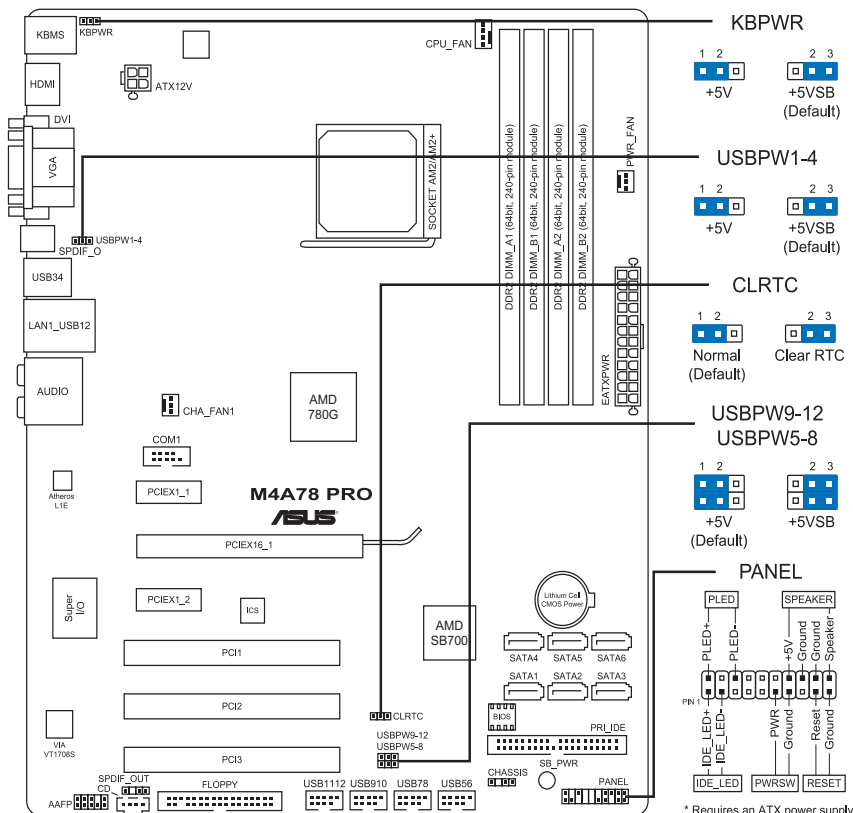 KBMS
KBPWR
CPU_FAN
KBPWR
1 2
2 3
+5V
+5VSB
(Default)
HDMI
ATX12V
DVI
VGA
SOCKET AM2/AM2+
DDR2 DIMM_A1 (64bit, 240-pin module)
DDR2 DIMM_B1 (64bit, 240-pin module)
DDR2 DIMM_A2 (64bit, 240-pin module)
DDR2 DIMM_B2 (64bit, 240-pin module)
PWR_FAN
USBPW1-4
1 2
2 3
+5V
+5VSB
(Default)
USBPW1-4
SPDIF_O
USB34
LAN1_USB12
EATXPWR
CLRTC
1 2
2 3
Normal
(Default)
Clear RTC
AUDIO
CHA_FAN1
AMD
780G
USBPW9-12
USBPW5-8
1 2
2 3
+5V
(Default)
+5VSB
COM1
Atheros
L1E
PCIEX1_1
M4A78 PRO
ASUS
PCIEX16_1
Super
I/O
PCIEX1_2
ICS
AMD
SB700
Lithium Cell
CMOS Power
PANEL
PLED
SPEAKER
PLED+
PLED-
+5V
Ground
Ground
Speaker
PIN 1
IDE_LED+
IDE_LED-
PWR
Ground
Reset
Ground
IDE_LED
PWRSW
RESET
* Requires an ATX power supply
SATA4
SATA5
SATA6
SATA1
SATA2
SATA3
PCI1
PCI2
PCI3
CLRTC
BIOS
USBPW9-12
USBPW5-8
PRI_IDE
VIA
VT1708S
SB_PWR
CHASSIS
PANEL
SPDIF_OUT
CD
AAFP
FLOPPY
USB1112
USB910
USB78
USB56